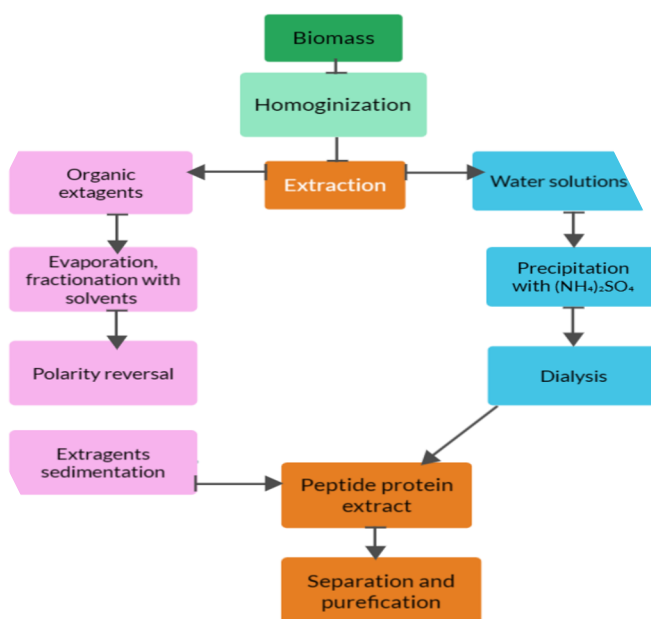 Biomass
Homoginization
Organic
extagents
Extraction
Water solutions
Evaporation,
fractionation with
solvents
Precipitation
with (NH₄)₂SO₄
Polarity reversal
Dialysis
Extragents
sedimentation
Peptide protein
extract
Separation and
purefication